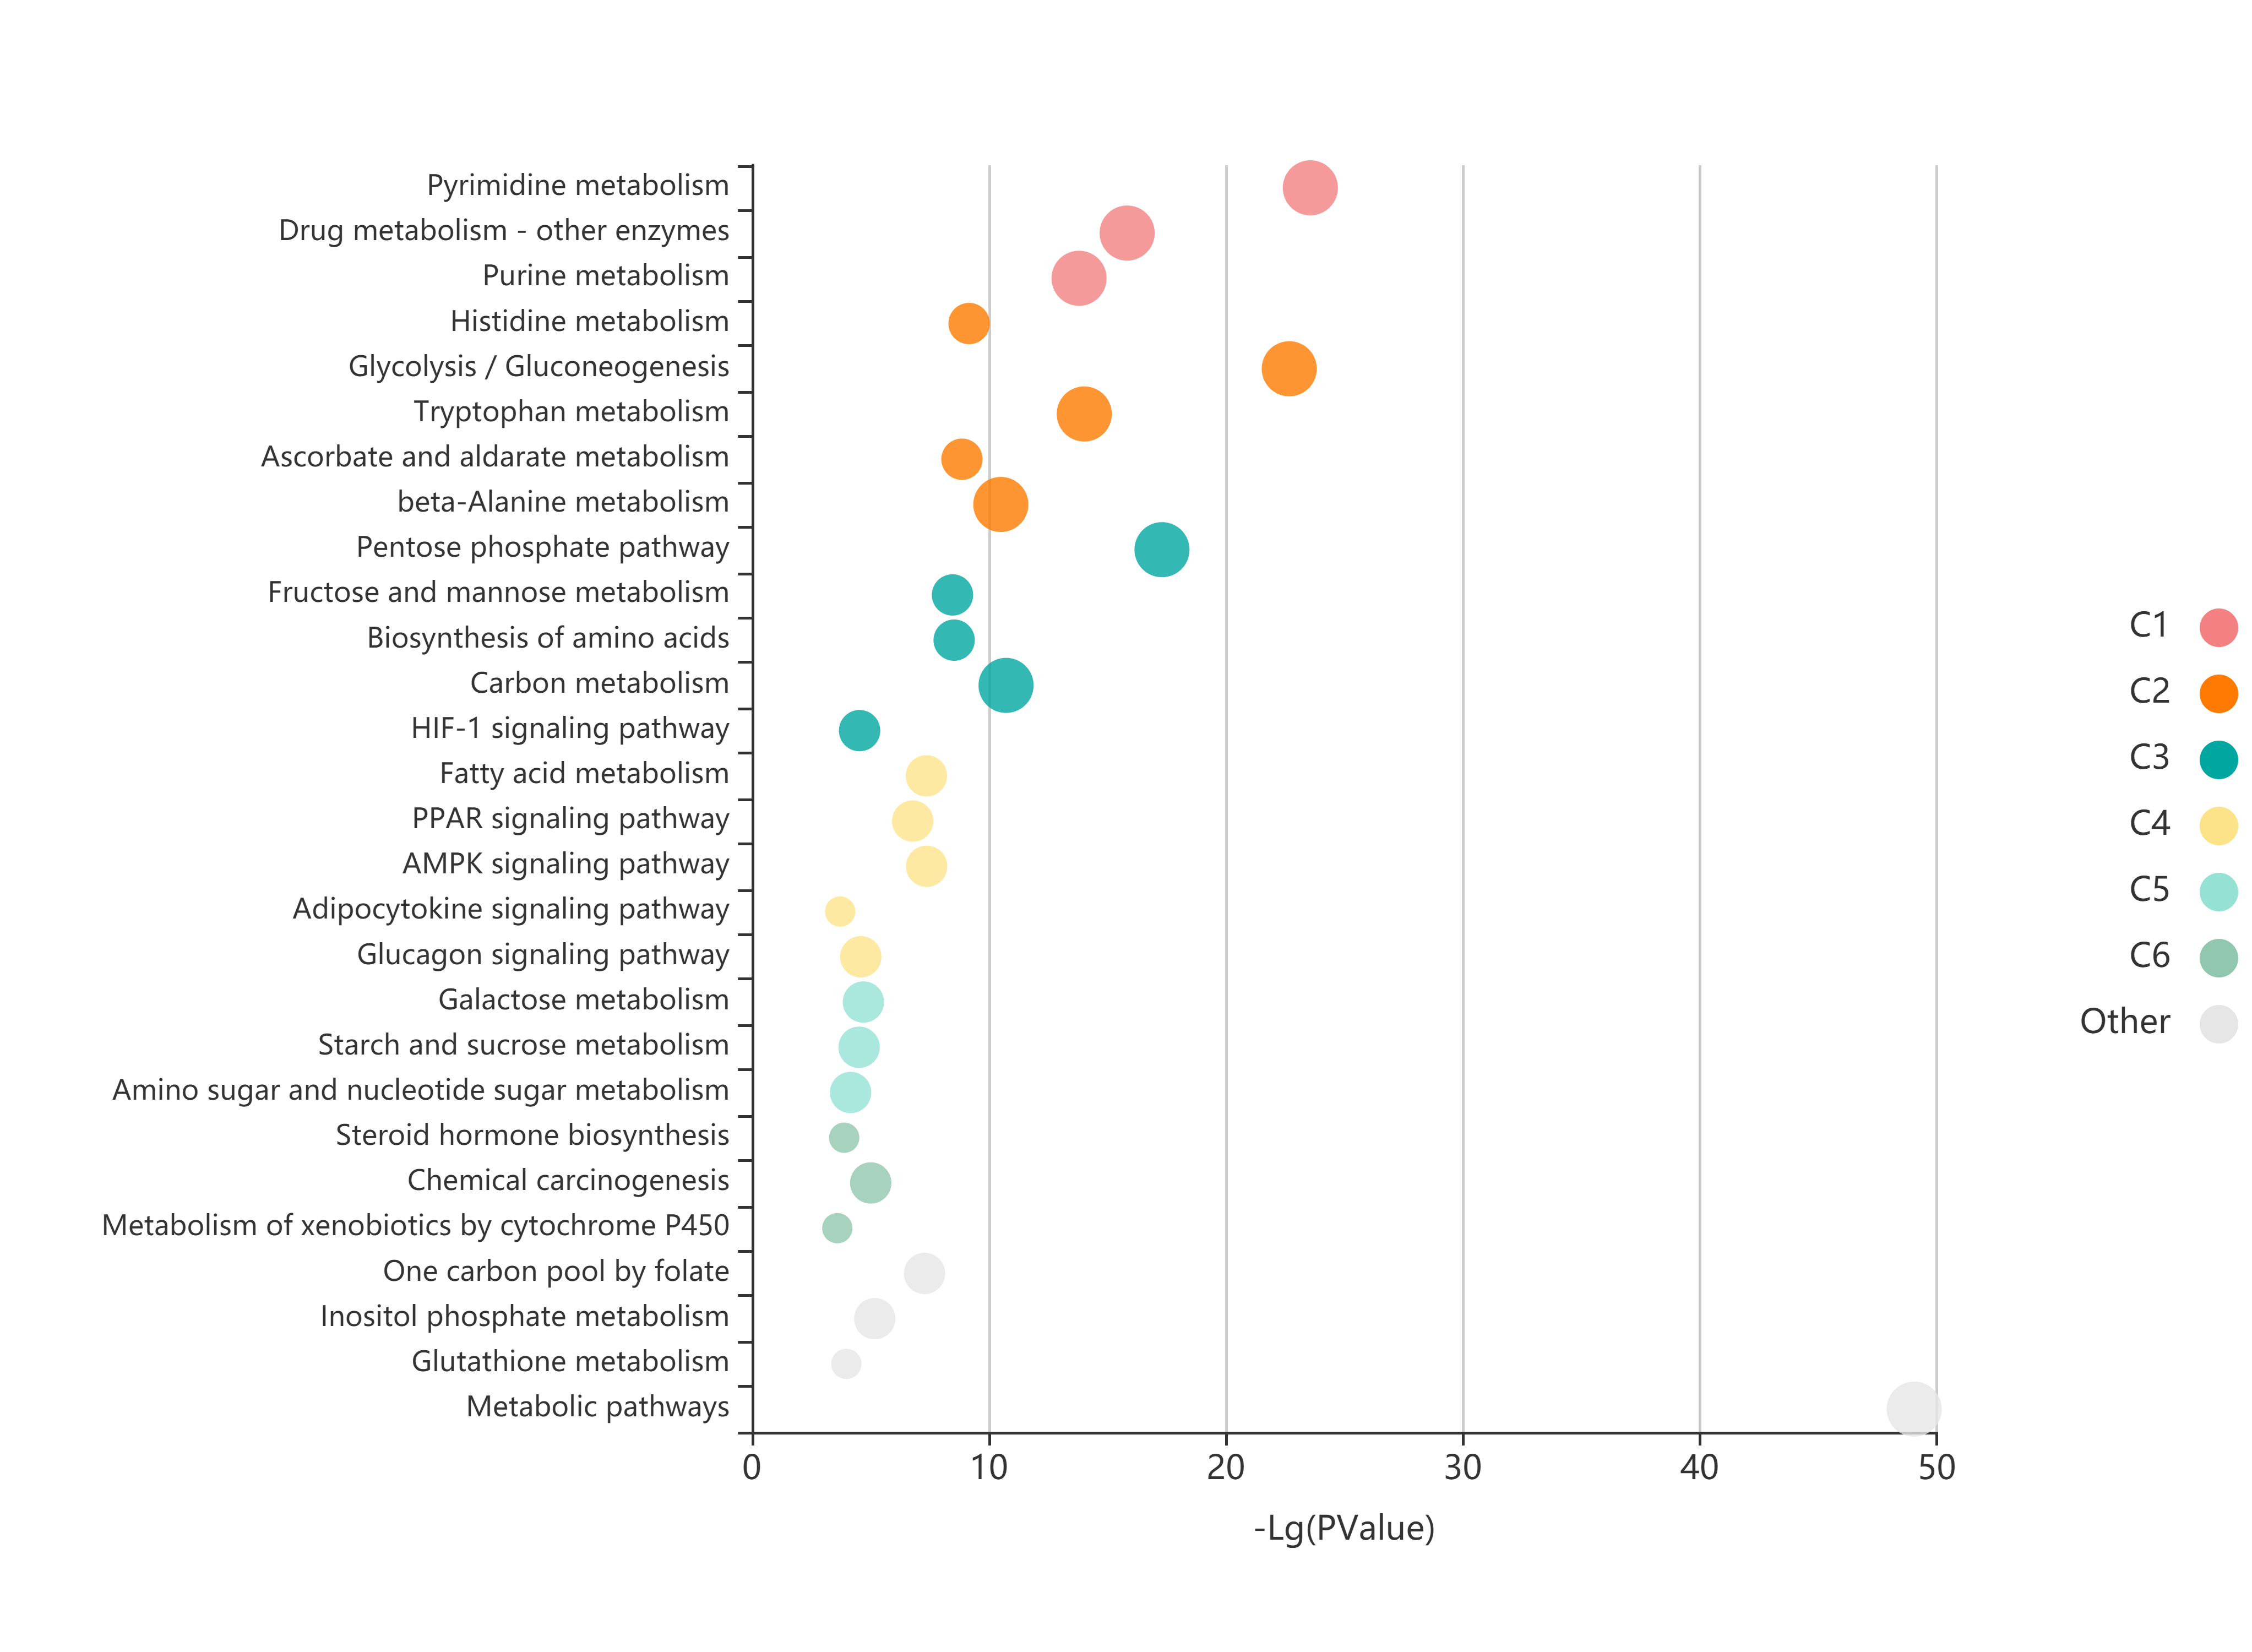 Pyrimidine metabolism
Drug metabolism - other enzymes
Purine metabolism
Histidine metabolism
Glycolysis / Gluconeogenesis
Tryptophan metabolism
Ascorbate and aldarate metabolism
beta-Alanine metabolism
Pentose phosphate pathway
Fructose and mannose metabolism
Biosynthesis of amino acids
Carbon metabolism
HIF-1 signaling pathway
Fatty acid metabolism
PPAR signaling pathway
AMPK signaling pathway
Adipocytokine signaling pathway
Glucagon signaling pathway
Galactose metabolism
Starch and sucrose metabolism
Amino sugar and nucleotide sugar metabolism
Steroid hormone biosynthesis
Chemical carcinogenesis
Metabolism of xenobiotics by cytochrome P450
One carbon pool by folate
Inositol phosphate metabolism
Glutathione metabolism
Metabolic pathways
0 10 20 30 40 50
-Lg(PValue)
C1
C2
C3
C4
C5
C6
Other